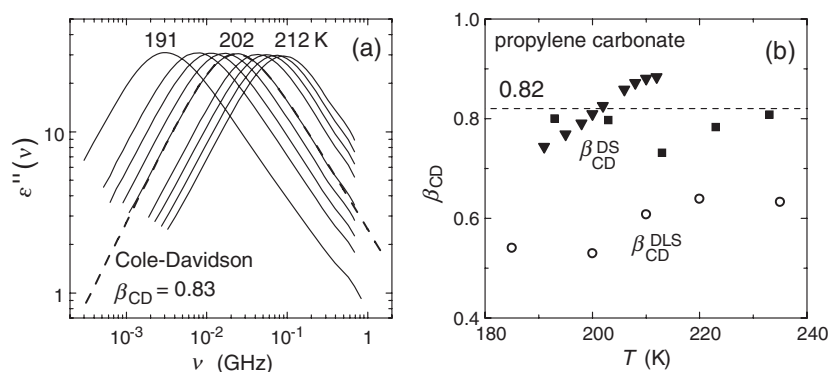 191 202 212 K (a)
10
1
ε''(ν)
Cole-Davidson
β_CD = 0.83
10⁻³ 10⁻² 10⁻¹ 1
ν (GHz)
propylene carbonate (b)
1.0
0.82
0.8
0.6
0.4
β_CD
β_CD^DS
β_CD^DLS
180 200 220 240
T (K)